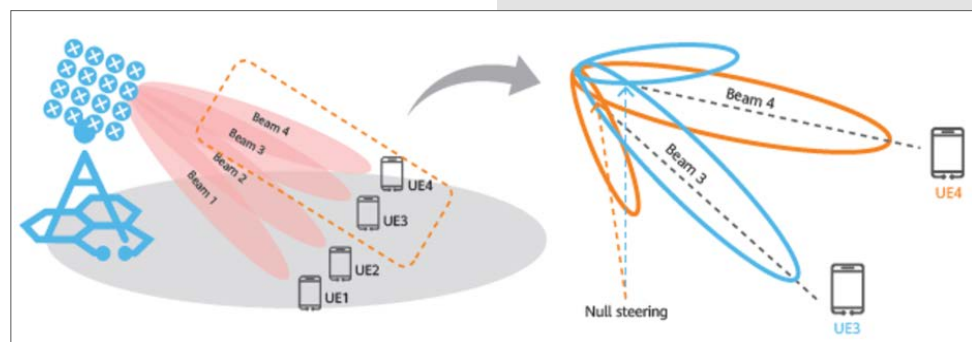 Beam 4
Beam 3
Beam 2
Beam 1
UE4
UE3
UE2
UE1
Beam 4
Beam 3
UE4
Null steering
UE3